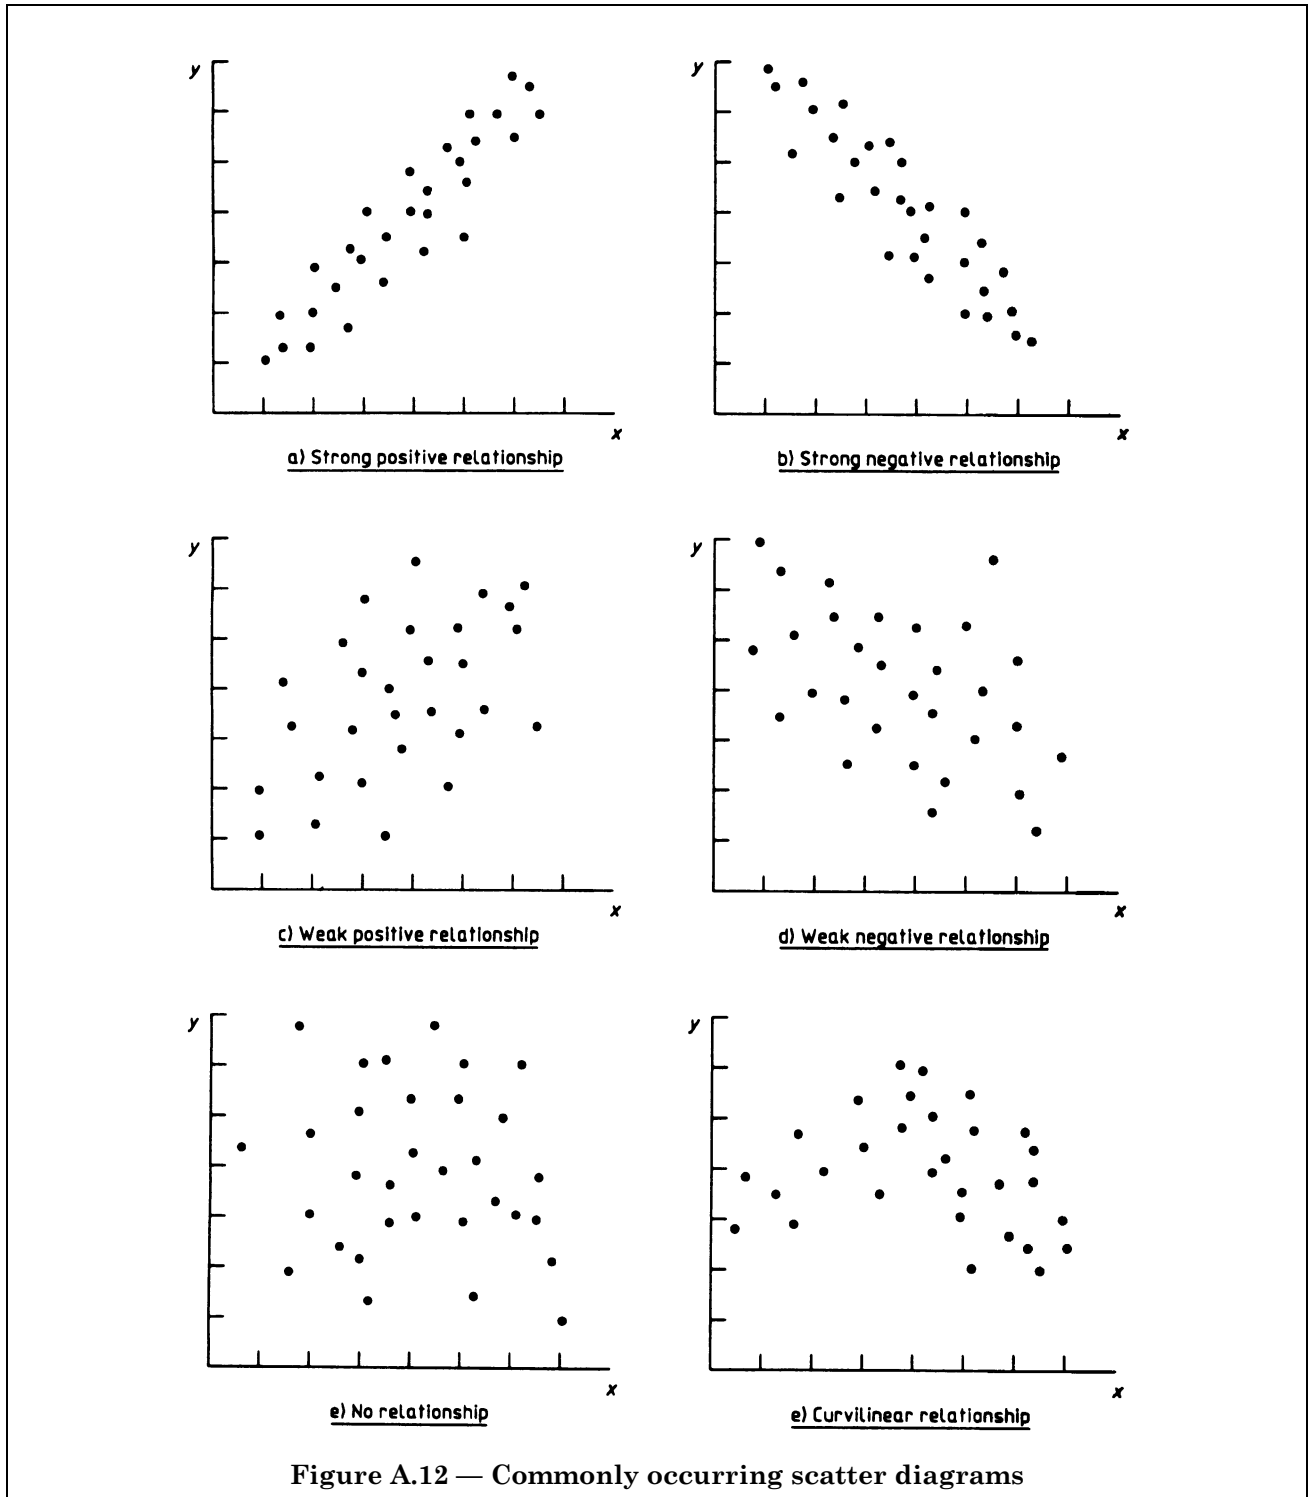 y
y
x
x
a) Strong positive relationship
b) Strong negative relationship
y
y
x
x
c) Weak positive relationship
d) Weak negative relationship
y
y
x
x
e) No relationship
e) Curvilinear relationship
Figure A.12 — Commonly occurring scatter diagrams